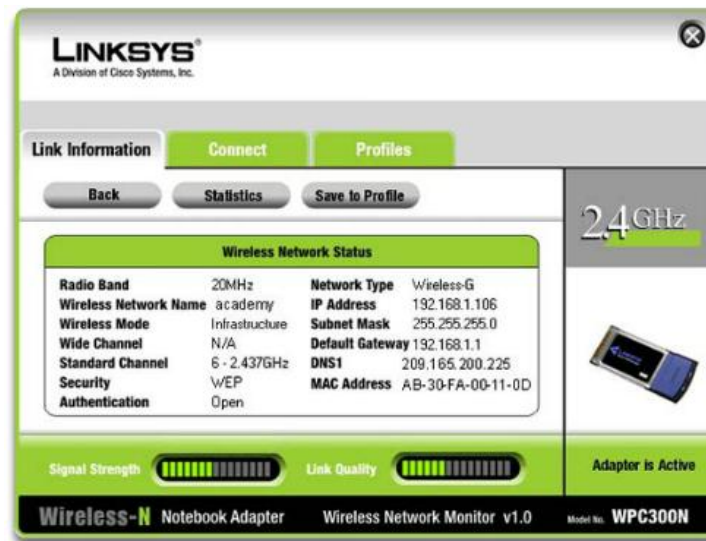 LINKSYS®
A Division of Cisco Systems, Inc.
Link Information Connect Profiles
Back Statistics Save to Profile
2.4GHz
Wireless Network Status
Radio Band 20MHz Network Type Wireless-G
Wireless Network Name academy IP Address 192.168.1.106
Wireless Mode Infrastructure Subnet Mask 255.255.255.0
Wide Channel N/A Default Gateway 192.168.1.1
Standard Channel 6 - 2.437GHz DNS1 209.165.200.225
Security WEP MAC Address AB-30-FA-00-11-0D
Authentication Open
Signal Strength Link Quality Adapter is Active
Wireless-N Notebook Adapter Wireless Network Monitor v1.0 Model No. WPC300N